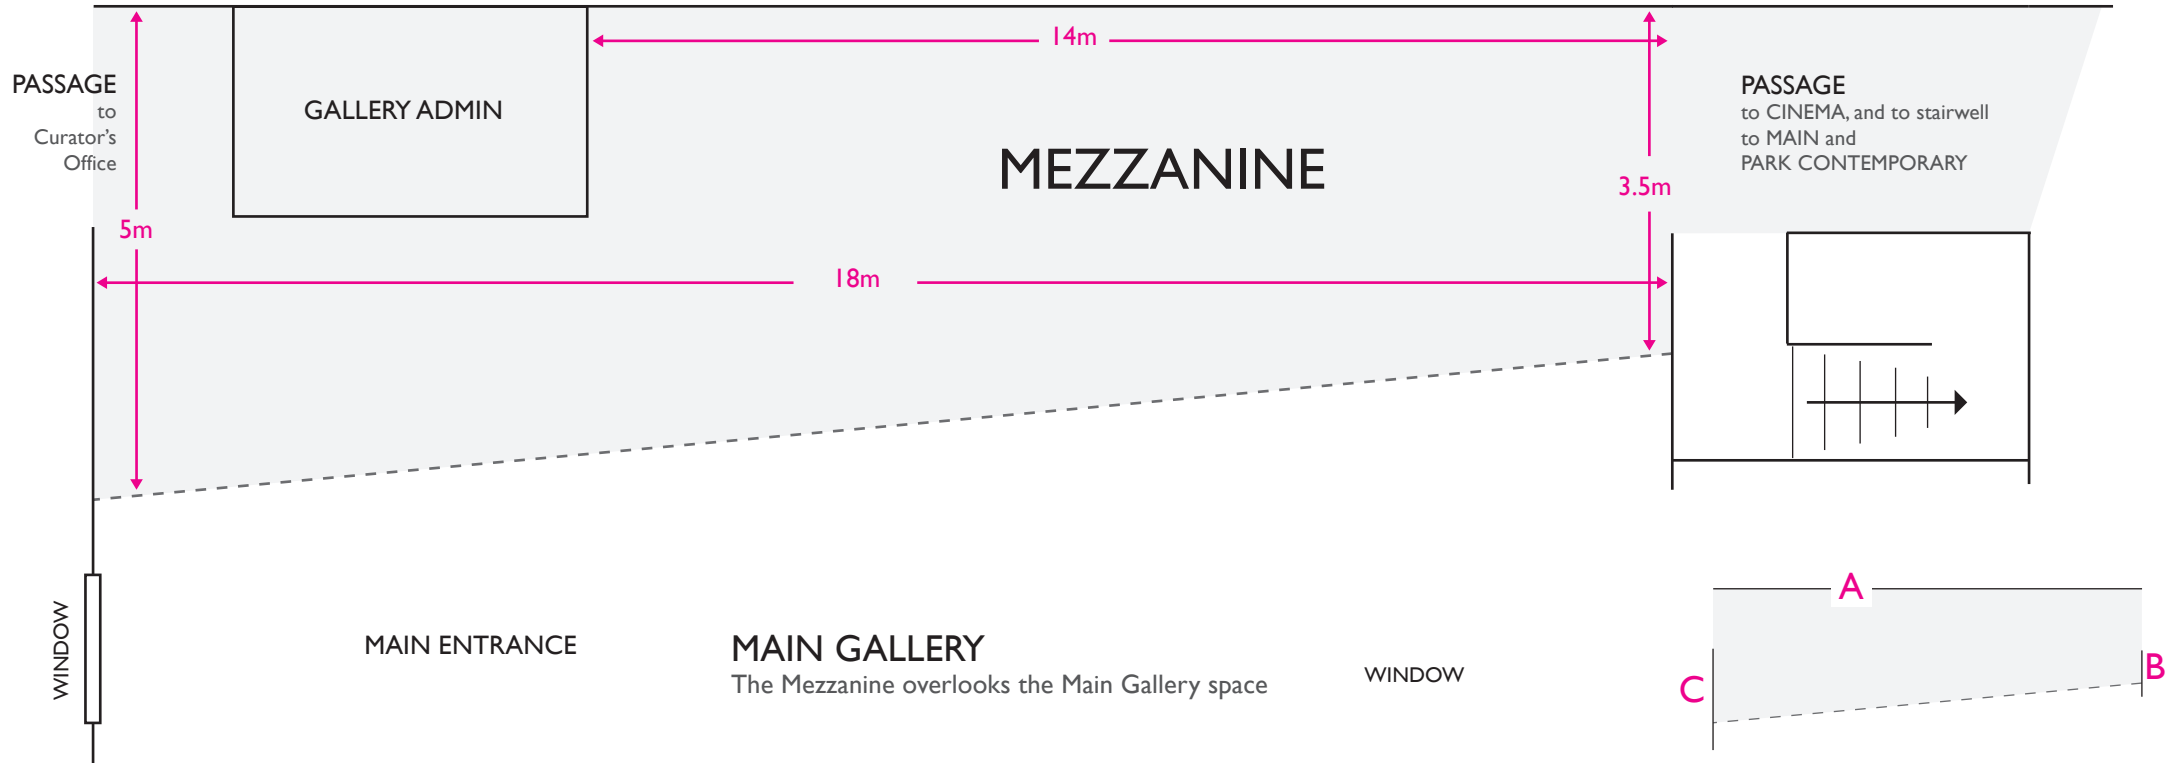 14m
PASSAGE
to
Curator’s
Office
GALLERY ADMIN
MEZZANINE
3.5m
PASSAGE
to CINEMA, and to stairwell
to MAIN and
PARK CONTEMPORARY
5m
18m
WINDOW
MAIN ENTRANCE
MAIN GALLERY
The Mezzanine overlooks the Main Gallery space
WINDOW
A
B
C